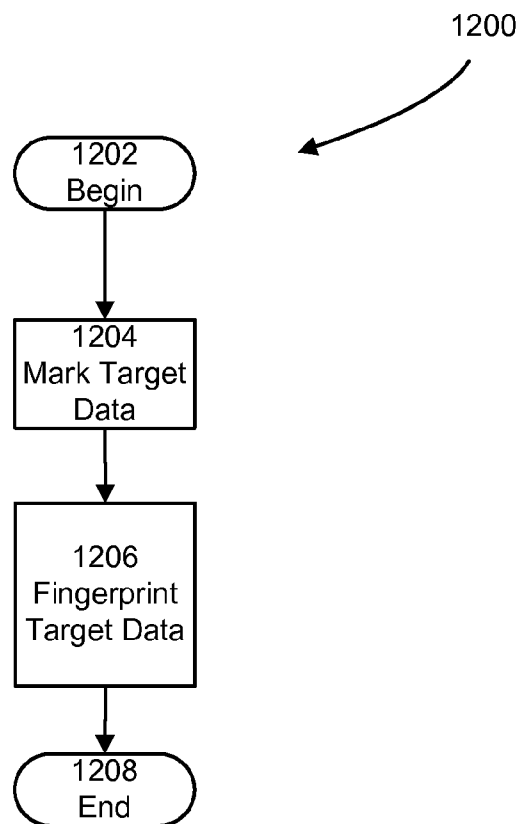 1200
1202
Begin
1204
Mark Target
Data
1206
Fingerprint
Target Data
1208
End